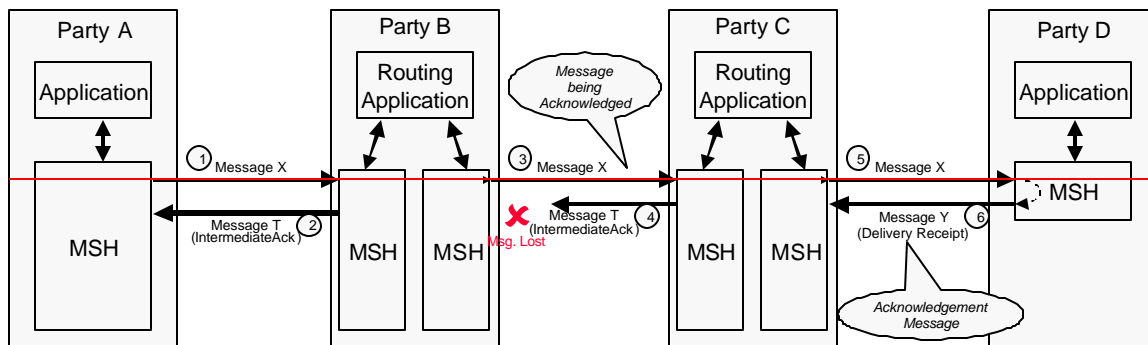 Party A
Party B
Party C
Party D
Application
Routing
Application
Message
being
Acknowledged
Routing
Application
Application
1
Message X
3
Message X
5
Message X
MSH
MSH
MSH
MSH
MSH
MSH
Message T
(IntermediateAck)
2
Msg. Lost
Message T
(IntermediateAck)
4
Message Y
(Delivery Receipt)
6
Acknowledgement
Message